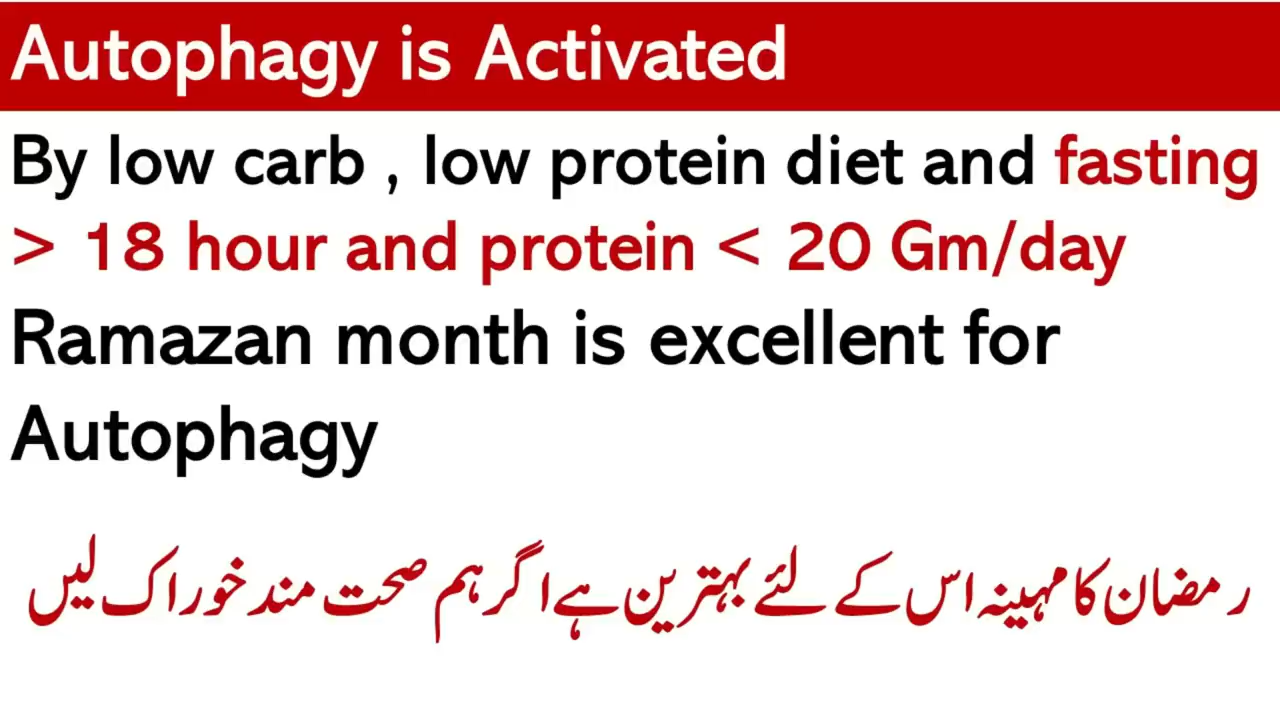 Autophagy is Activated
By low carb , low protein diet and fasting
> 18 hour and protein < 20 Gm/day
Ramazan month is excellent for
Autophagy
رمضان کا مہینہ اس کے لئے بہترین ہے اگر ہم صحت مند خوراک لیں